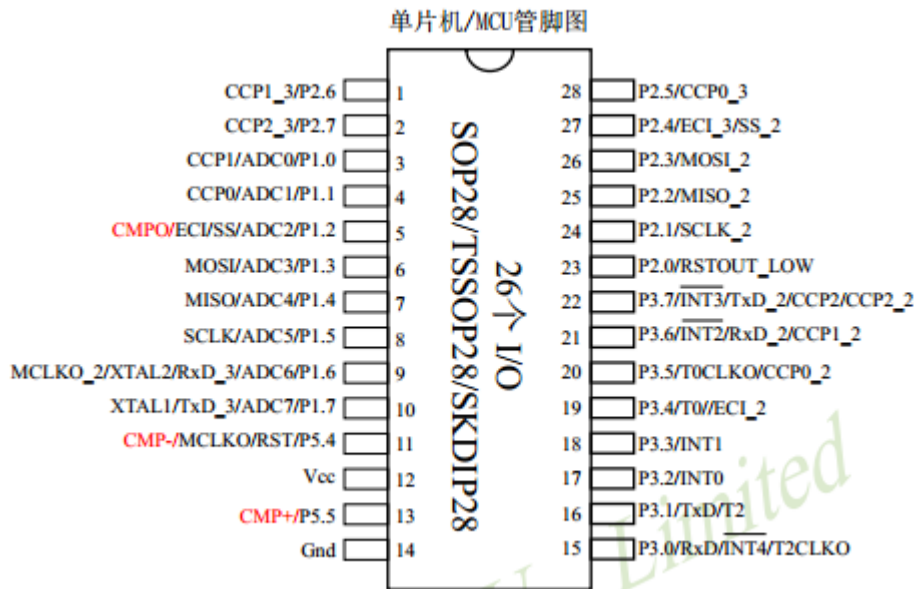 单片机/MCU管脚图
CCP1_3/P2.6 1
CCP2_3/P2.7 2
CCP1/ADC0/P1.0 3
CCP0/ADC1/P1.1 4
CMPO/ECI/SS/ADC2/P1.2 5
MOSI/ADC3/P1.3 6
MISO/ADC4/P1.4 7
SCLK/ADC5/P1.5 8
MCLKO_2/XTAL2/RxD_3/ADC6/P1.6 9
XTAL1/TxD_3/ADC7/P1.7 10
CMP-/MCLKO/RST/P5.4 11
Vcc 12
CMP+/P5.5 13
Gnd 14
SOP28/TSSOP28/SKDIP28
26个 I/O
28 P2.5/CCP0_3
27 P2.4/ECI_3/SS_2
26 P2.3/MOSI_2
25 P2.2/MISO_2
24 P2.1/SCLK_2
23 P2.0/RSTOUT_LOW
22 P3.7/INT3/TxD_2/CCP2/CCP2_2
21 P3.6/INT2/RxD_2/CCP1_2
20 P3.5/T0CLKO/CCP0_2
19 P3.4/T0//ECI_2
18 P3.3/INT1
17 P3.2/INT0
16 P3.1/TxD/T2
15 P3.0/RxD/INT4/T2CLKO
Limited